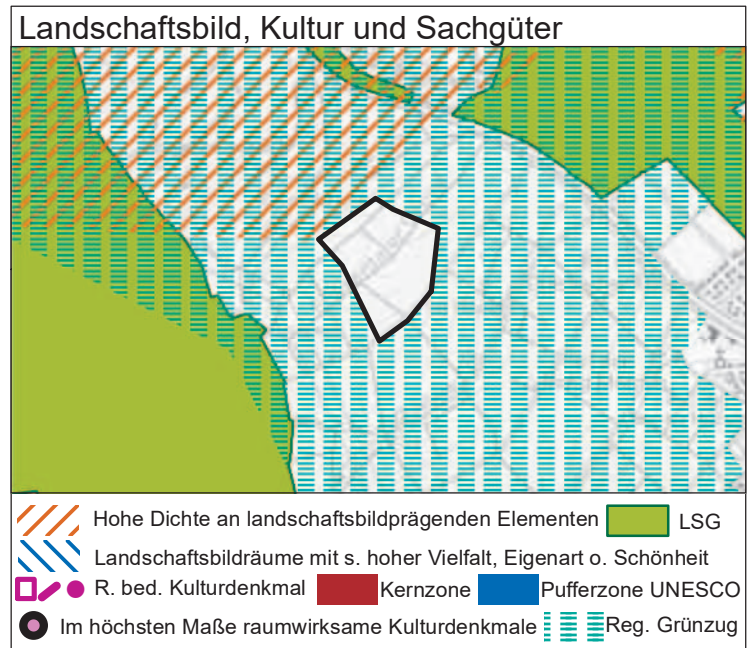 Landschaftsbild, Kultur und Sachgüter
Hohe Dichte an landschaftsbildprägenden Elementen LSG
Landschaftsbildräume mit s. hoher Vielfalt, Eigenart o. Schönheit
R. bed. Kulturdenkmal Kernzone Pufferzone UNESCO
Im höchsten Maße raumwirksame Kulturdenkmale Reg. Grünzug